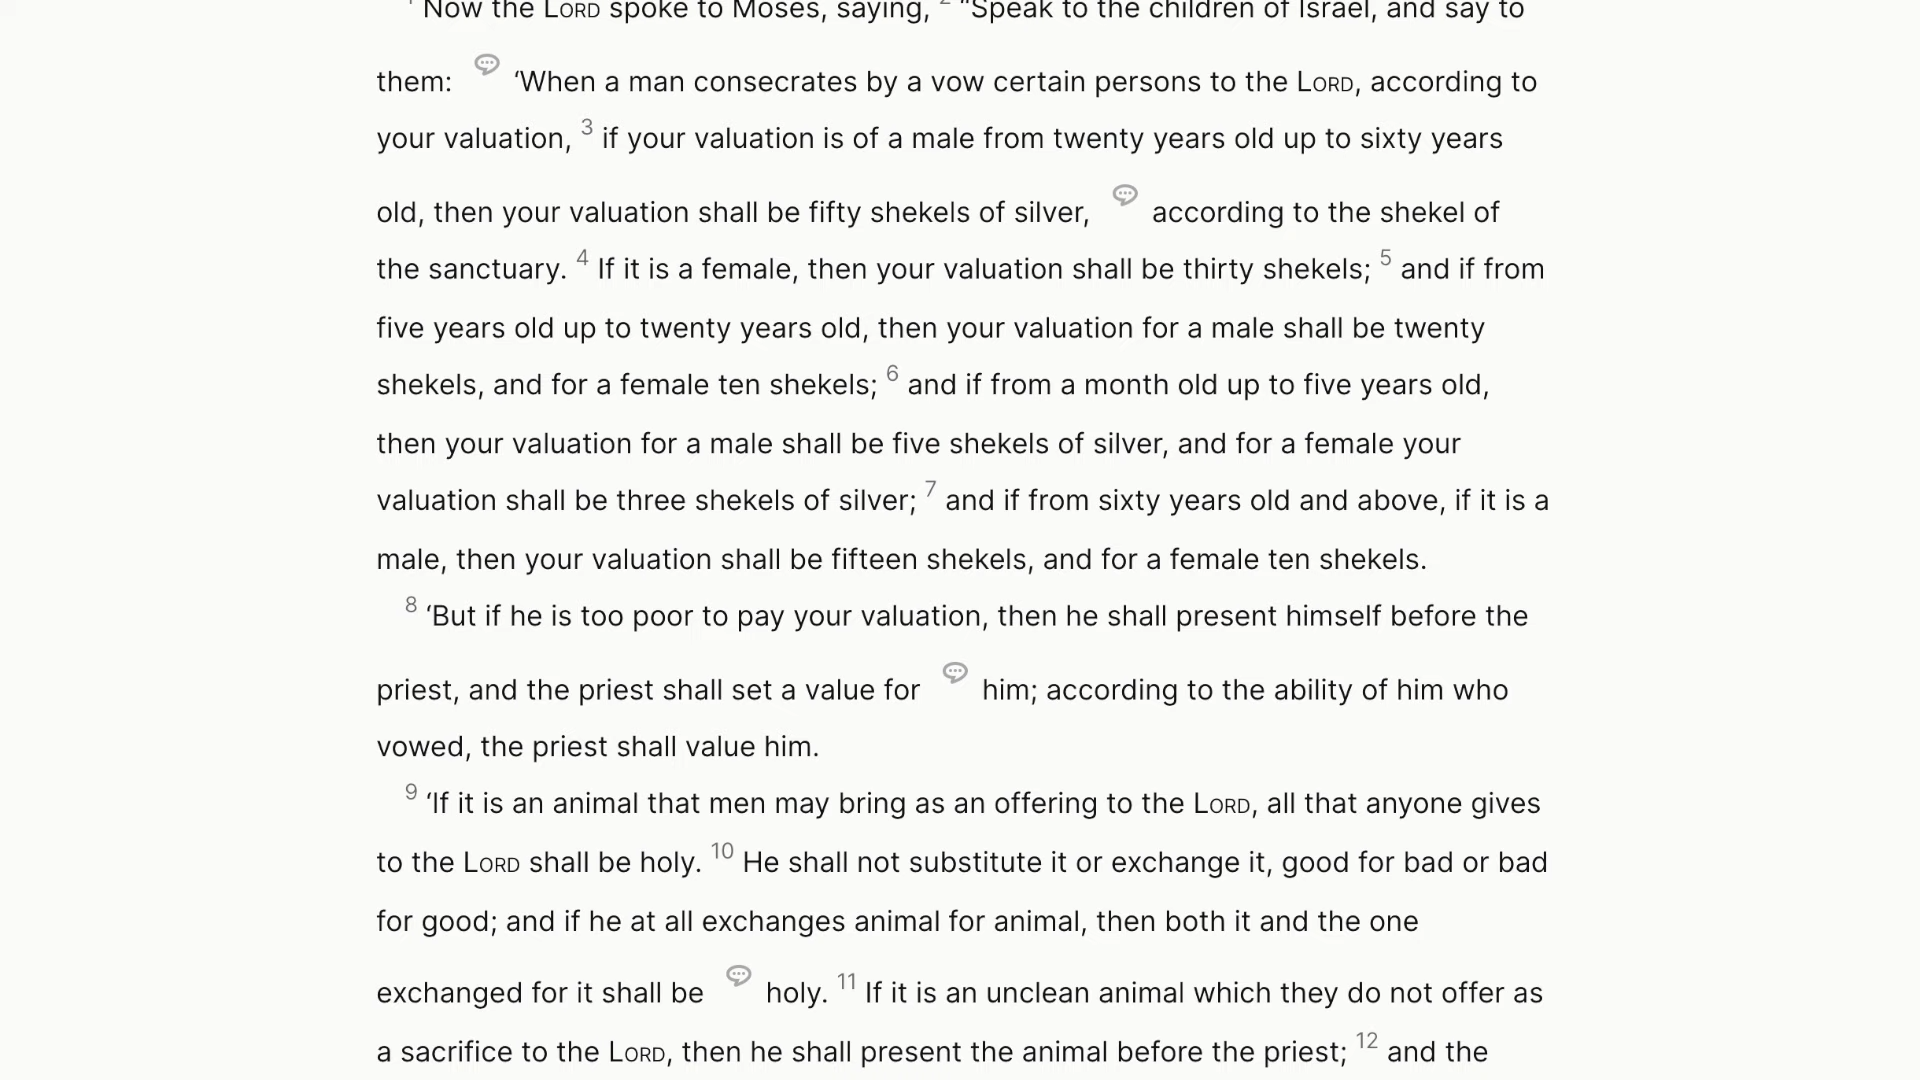 1 Now the LORD spoke to Moses, saying, 2 “Speak to the children of Israel, and say to
them: ‘When a man consecrates by a vow certain persons to the LORD, according to
your valuation, 3 if your valuation is of a male from twenty years old up to sixty years
old, then your valuation shall be fifty shekels of silver, according to the shekel of
the sanctuary. 4 If it is a female, then your valuation shall be thirty shekels; 5 and if from
five years old up to twenty years old, then your valuation for a male shall be twenty
shekels, and for a female ten shekels; 6 and if from a month old up to five years old,
then your valuation for a male shall be five shekels of silver, and for a female your
valuation shall be three shekels of silver; 7 and if from sixty years old and above, if it is a
male, then your valuation shall be fifteen shekels, and for a female ten shekels.
8 ‘But if he is too poor to pay your valuation, then he shall present himself before the
priest, and the priest shall set a value for him; according to the ability of him who
vowed, the priest shall value him.
9 ‘If it is an animal that men may bring as an offering to the LORD, all that anyone gives
to the LORD shall be holy. 10 He shall not substitute it or exchange it, good for bad or bad
for good; and if he at all exchanges animal for animal, then both it and the one
exchanged for it shall be holy. 11 If it is an unclean animal which they do not offer as
a sacrifice to the LORD, then he shall present the animal before the priest; 12 and the